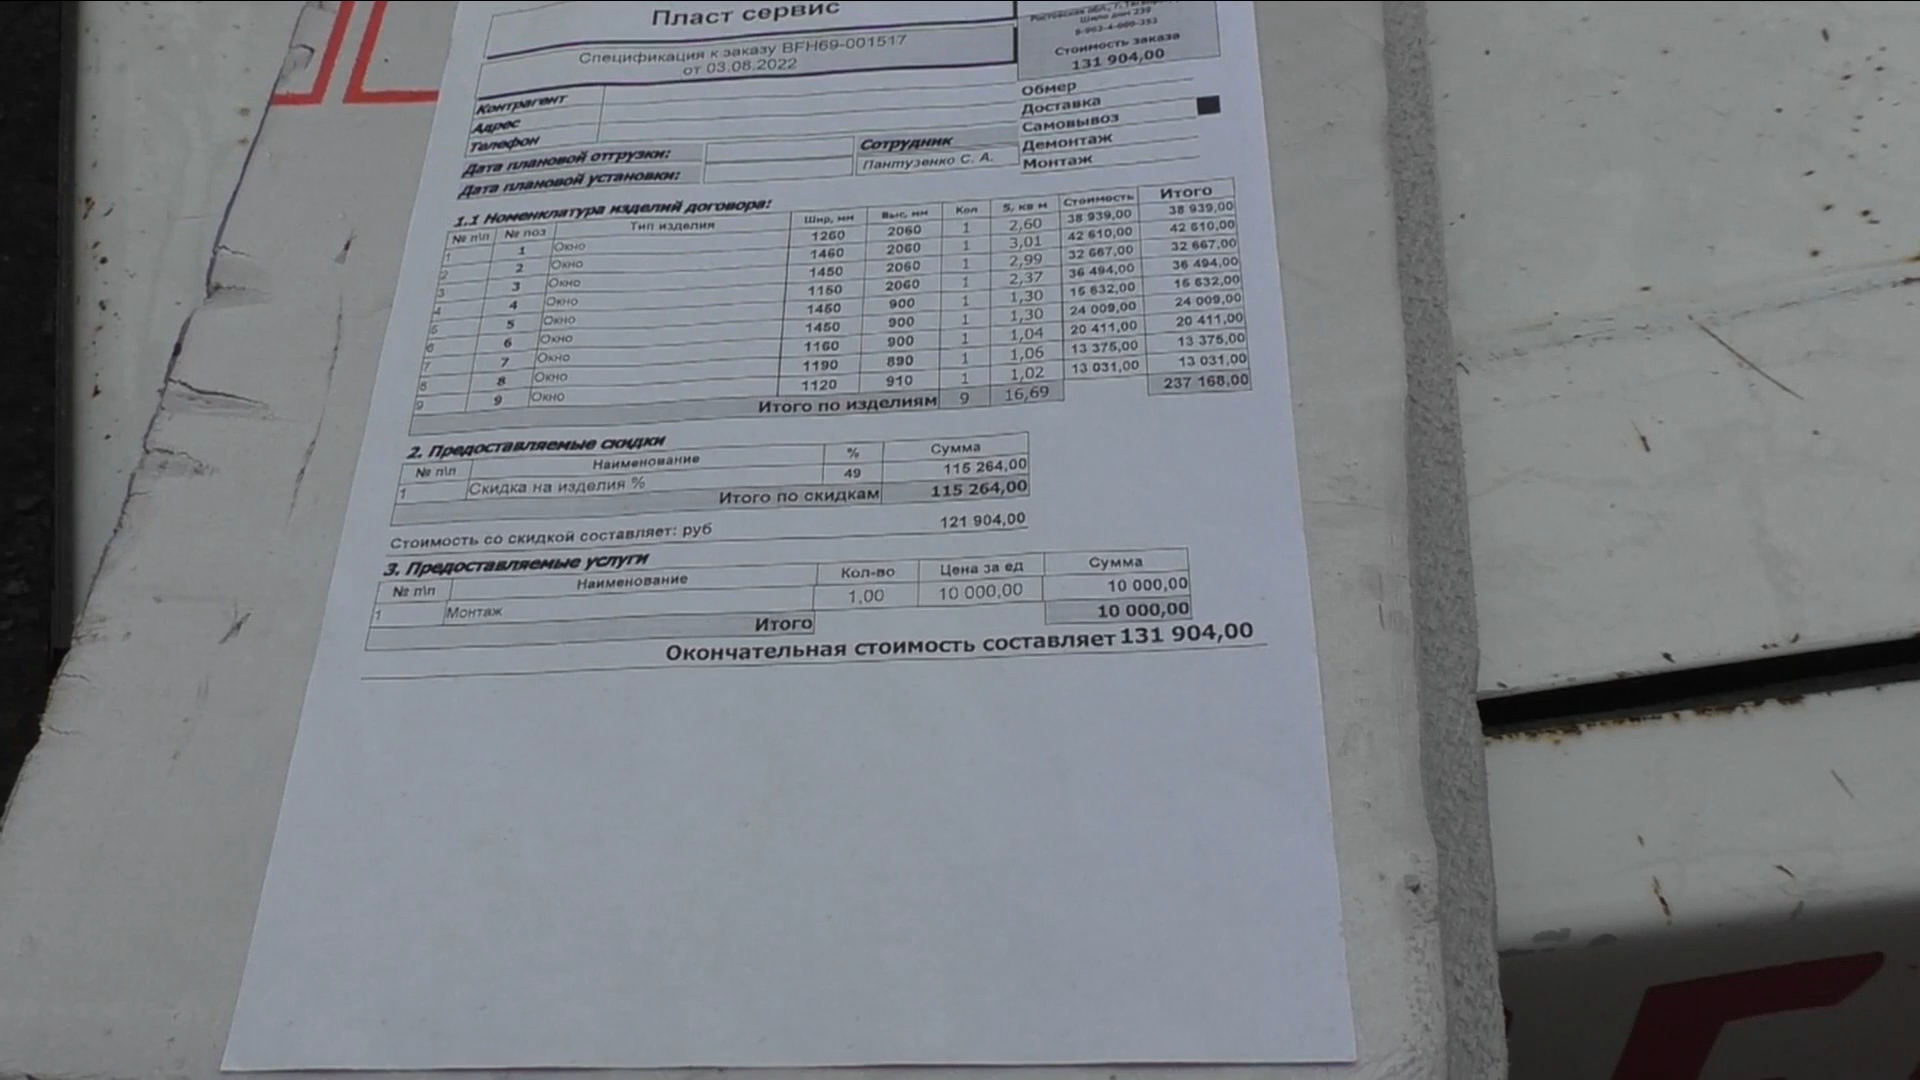 Пласт сервис
Спецификация к заказу BFH69-001517
от 03.08.2022
Шило дом 239
Стоимость заказа
131 904,00
Контрагент
Адрес
Телефон
Обмер
Доставка
Самовывоз
Демонтаж
Монтаж
Дата плановой отгрузки:
Дата плановой установки:
Сотрудник
Пантузенко С. А.
1.1 Номенклатура изделий договора:
№ п\п № поз Тип изделия Шир, мм Выс, мм Кол S, кв м Стоимость Итого
1 1 Окно 1260 2060 1 2,60 38 939,00 38 939,00
2 2 Окно 1460 2060 1 3,01 42 610,00 42 610,00
3 3 Окно 1450 2060 1 2,99 32 667,00 32 667,00
4 4 Окно 1150 2060 1 2,37 36 494,00 36 494,00
5 5 Окно 1450 900 1 1,30 15 632,00 15 632,00
6 6 Окно 1450 900 1 1,30 24 009,00 24 009,00
7 7 Окно 1160 900 1 1,04 20 411,00 20 411,00
8 8 Окно 1190 890 1 1,06 13 375,00 13 375,00
9 9 Окно 1120 910 1 1,02 13 031,00 13 031,00
Итого по изделиям 9 16,69 237 168,00
2. Предоставляемые скидки
№ п\п Наименование % Сумма
1 Скидка на изделия % 49 115 264,00
Итого по скидкам 115 264,00
Стоимость со скидкой составляет: руб 121 904,00
3. Предоставляемые услуги
№ п\п Наименование Кол-во Цена за ед Сумма
1 Монтаж 1,00 10 000,00 10 000,00
Итого 10 000,00
Окончательная стоимость составляет 131 904,00